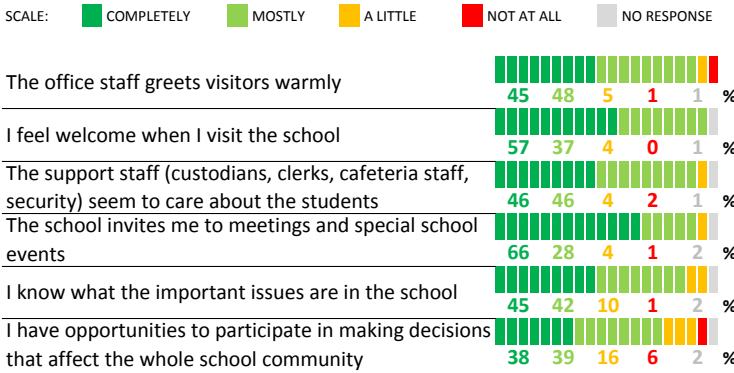 SCALE: COMPLETELY MOSTLY A LITTLE NOT AT ALL NO RESPONSE
The office staff greets visitors warmly
45 48 5 1 1 %
I feel welcome when I visit the school
57 37 4 0 1 %
The support staff (custodians, clerks, cafeteria staff,
security) seem to care about the students
46 46 4 2 1 %
The school invites me to meetings and special school
events
66 28 4 1 2 %
I know what the important issues are in the school
45 42 10 1 2 %
I have opportunities to participate in making decisions
that affect the whole school community
38 39 16 6 2 %